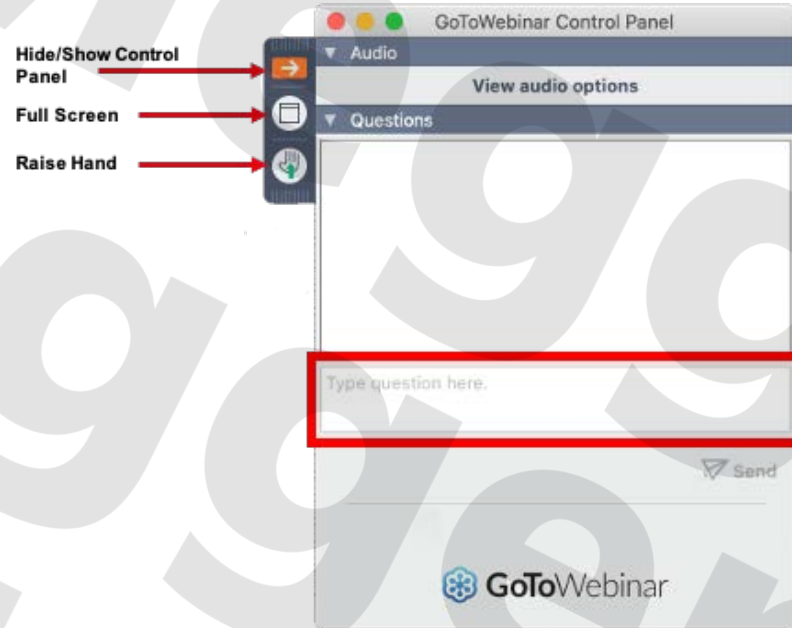 GoToWebinar Control Panel
Hide/Show Control
Panel
Audio
View audio options
Full Screen
Questions
Raise Hand
Type question here.
Send
GoToWebinar